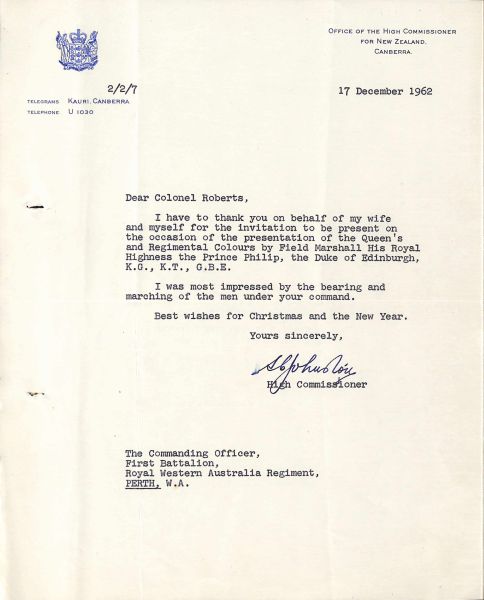 OFFICE OF THE HIGH COMMISSIONER
FOR NEW ZEALAND.
CANBERRA.
2/2/7
17 December 1962
TELEGRAMS KAURI, CANBERRA
TELEPHONE U 1030
Dear Colonel Roberts,
I have to thank you on behalf of my wife
and myself for the invitation to be present on
the occasion of the presentation of the Queen's
and Regimental Colours by Field Marshall His Royal
Highness the Prince Philip, the Duke of Edinburgh,
K.G., K.T., G.B.E.
I was most impressed by the bearing and
marching of the men under your command.
Best wishes for Christmas and the New Year.
Yours sincerely,
High Commissioner
The Commanding Officer,
First Battalion,
Royal Western Australia Regiment,
PERTH, W.A.